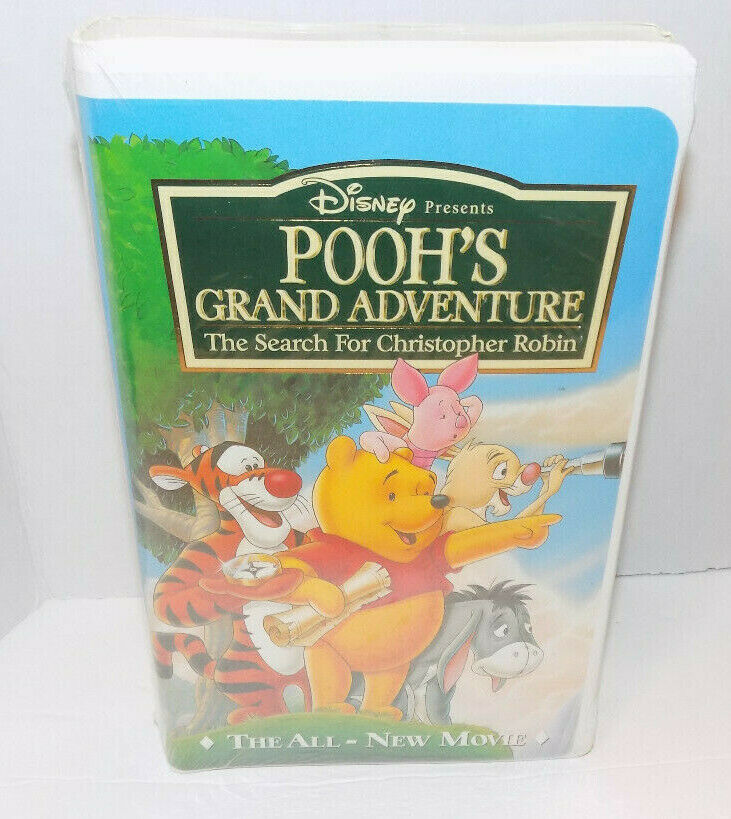 Disney Presents
POOH'S
GRAND ADVENTURE
The Search For Christopher Robin
THE ALL - NEW MOVIE